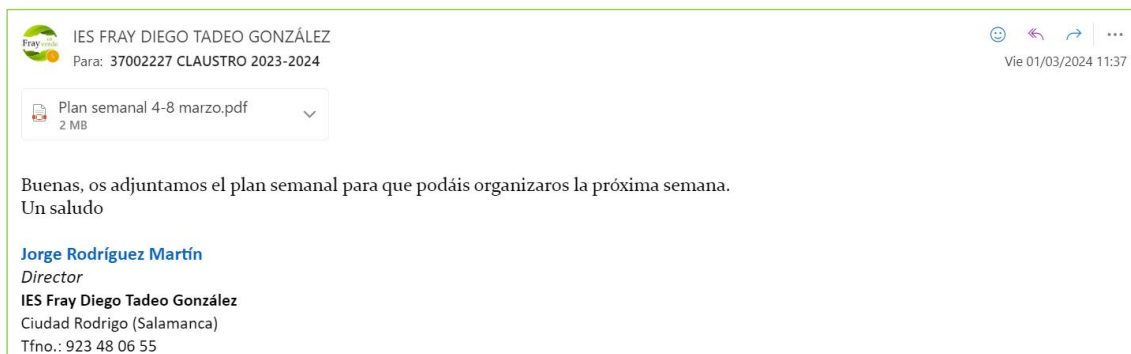 Fray verde
IES FRAY DIEGO TADEO GONZÁLEZ
Para: 37002227 CLAUSTRO 2023-2024
Vie 01/03/2024 11:37
Plan semanal 4-8 marzo.pdf
2 MB
Buenas, os adjuntamos el plan semanal para que podáis organizaros la próxima semana.
Un saludo
Jorge Rodríguez Martín
Director
IES Fray Diego Tadeo González
Ciudad Rodrigo (Salamanca)
Tfno.: 923 48 06 55